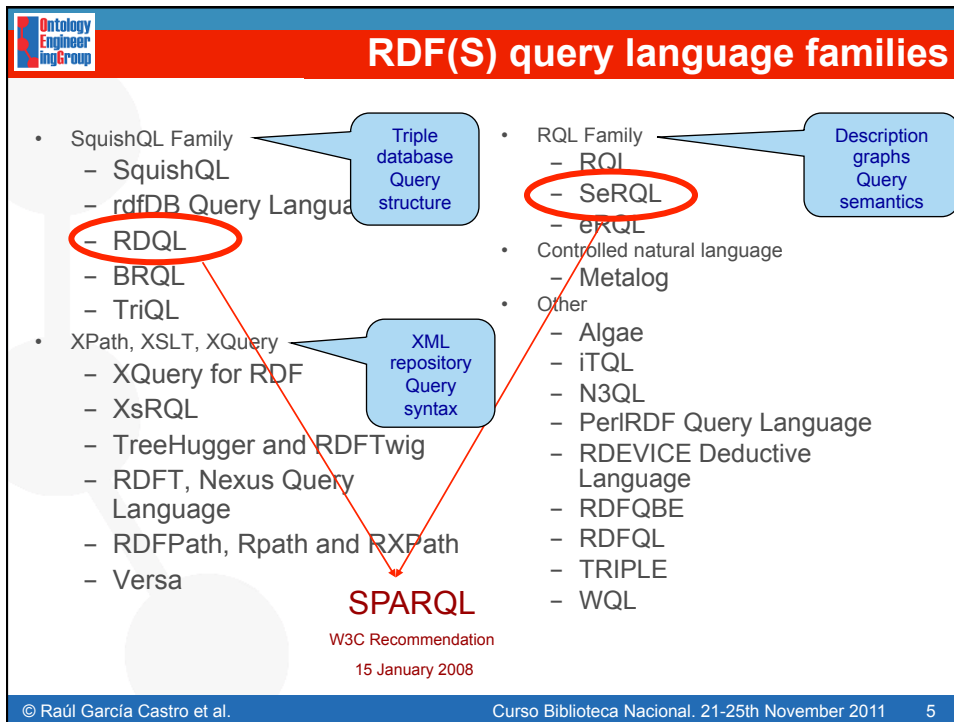 Ontology
Engineer
ingGroup
RDF(S) query language families
• SquishQL Family
– SquishQL
– rdfDB Query Langua
– RDQL
– BRQL
– TriQL
• XPath, XSLT, XQuery
– XQuery for RDF
– XsRQL
– TreeHugger and RDFTwig
– RDFT, Nexus Query
Language
– RDFPath, Rpath and RXPath
– Versa
Triple
database
Query
structure
XML
repository
Query
syntax
• RQL Family
– RQL
– SeRQL
– eRQL
• Controlled natural language
– Metalog
• Other
– Algae
– iTQL
– N3QL
– PerlRDF Query Language
– RDEVICE Deductive
Language
– RDFQBE
– RDFQL
– TRIPLE
– WQL
Description
graphs
Query
semantics
SPARQL
W3C Recommendation
15 January 2008
© Raúl García Castro et al.
Curso Biblioteca Nacional. 21-25th November 2011
5